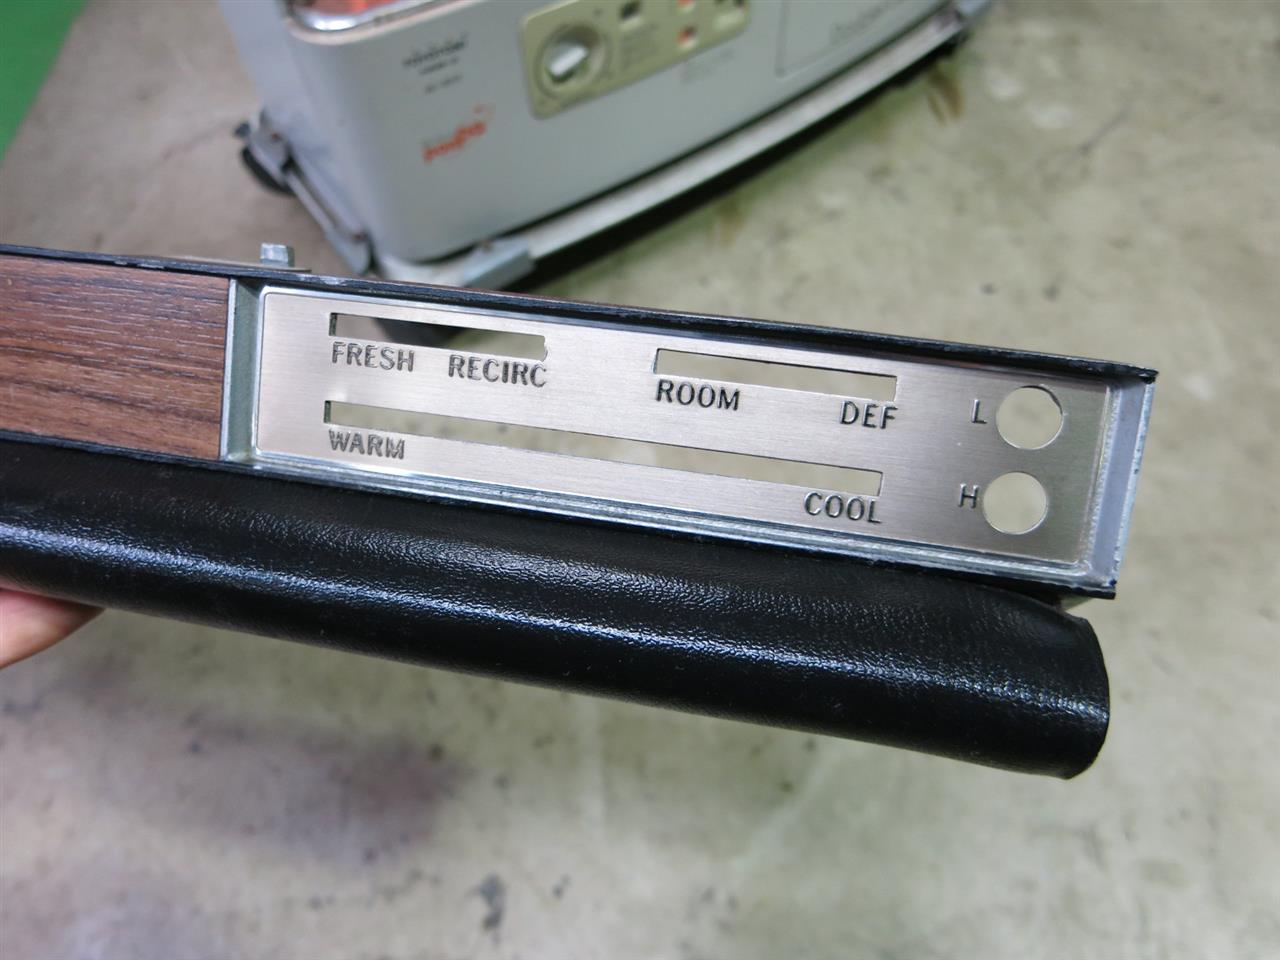 FRESH RECIRC
ROOM DEF
L
WARM
COOL
H